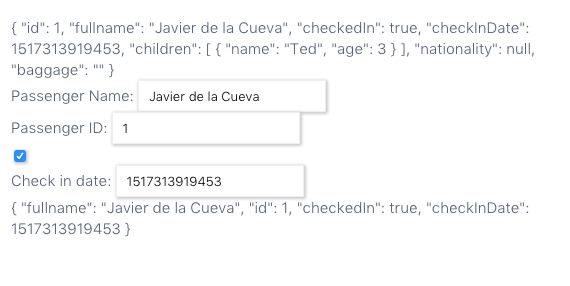 { "id": 1, "fullname": "Javier de la Cueva", "checkedIn": true, "checkInDate":
1517313919453, "children": [ { "name": "Ted", "age": 3 } ], "nationality": null,
"baggage": "" }
Passenger Name: Javier de la Cueva
Passenger ID: 1
Check in date: 1517313919453
{ "fullname": "Javier de la Cueva", "id": 1, "checkedIn": true, "checkInDate":
1517313919453 }